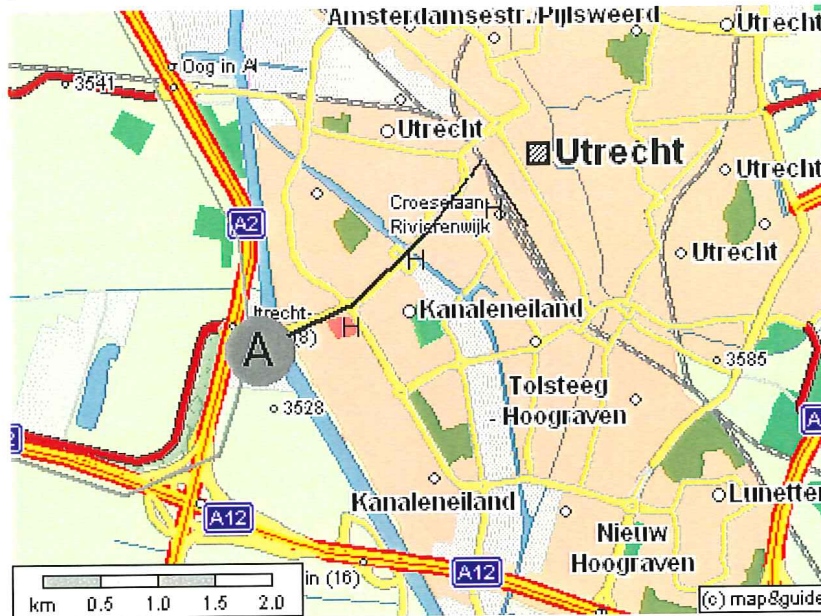 Amsterdamsestr./Pijlsweerd
Utrecht
Oog in Al
3541
Utrecht
Utrecht
Utrecht
A2
Croeselaan
Rivierenwijk
H
H
Utrecht
Kanaleneiland
(8)
H
A
3585
3528
Tolsteeg
- Hoograven
A
Kanaleneiland
Lunetten
A12
Nieuw
Hoograven
A12
in (16)
km 0.5 1.0 1.5 2.0
(c) map&guide